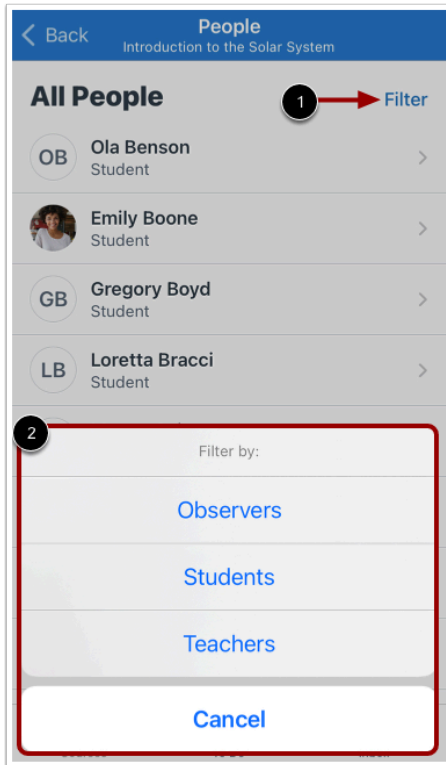 Back
People
Introduction to the Solar System
All People
1
Filter
OB
Ola Benson
Student
Emily Boone
Student
GB
Gregory Boyd
Student
LB
Loretta Bracci
Student
2
Filter by:
Observers
Students
Teachers
Cancel